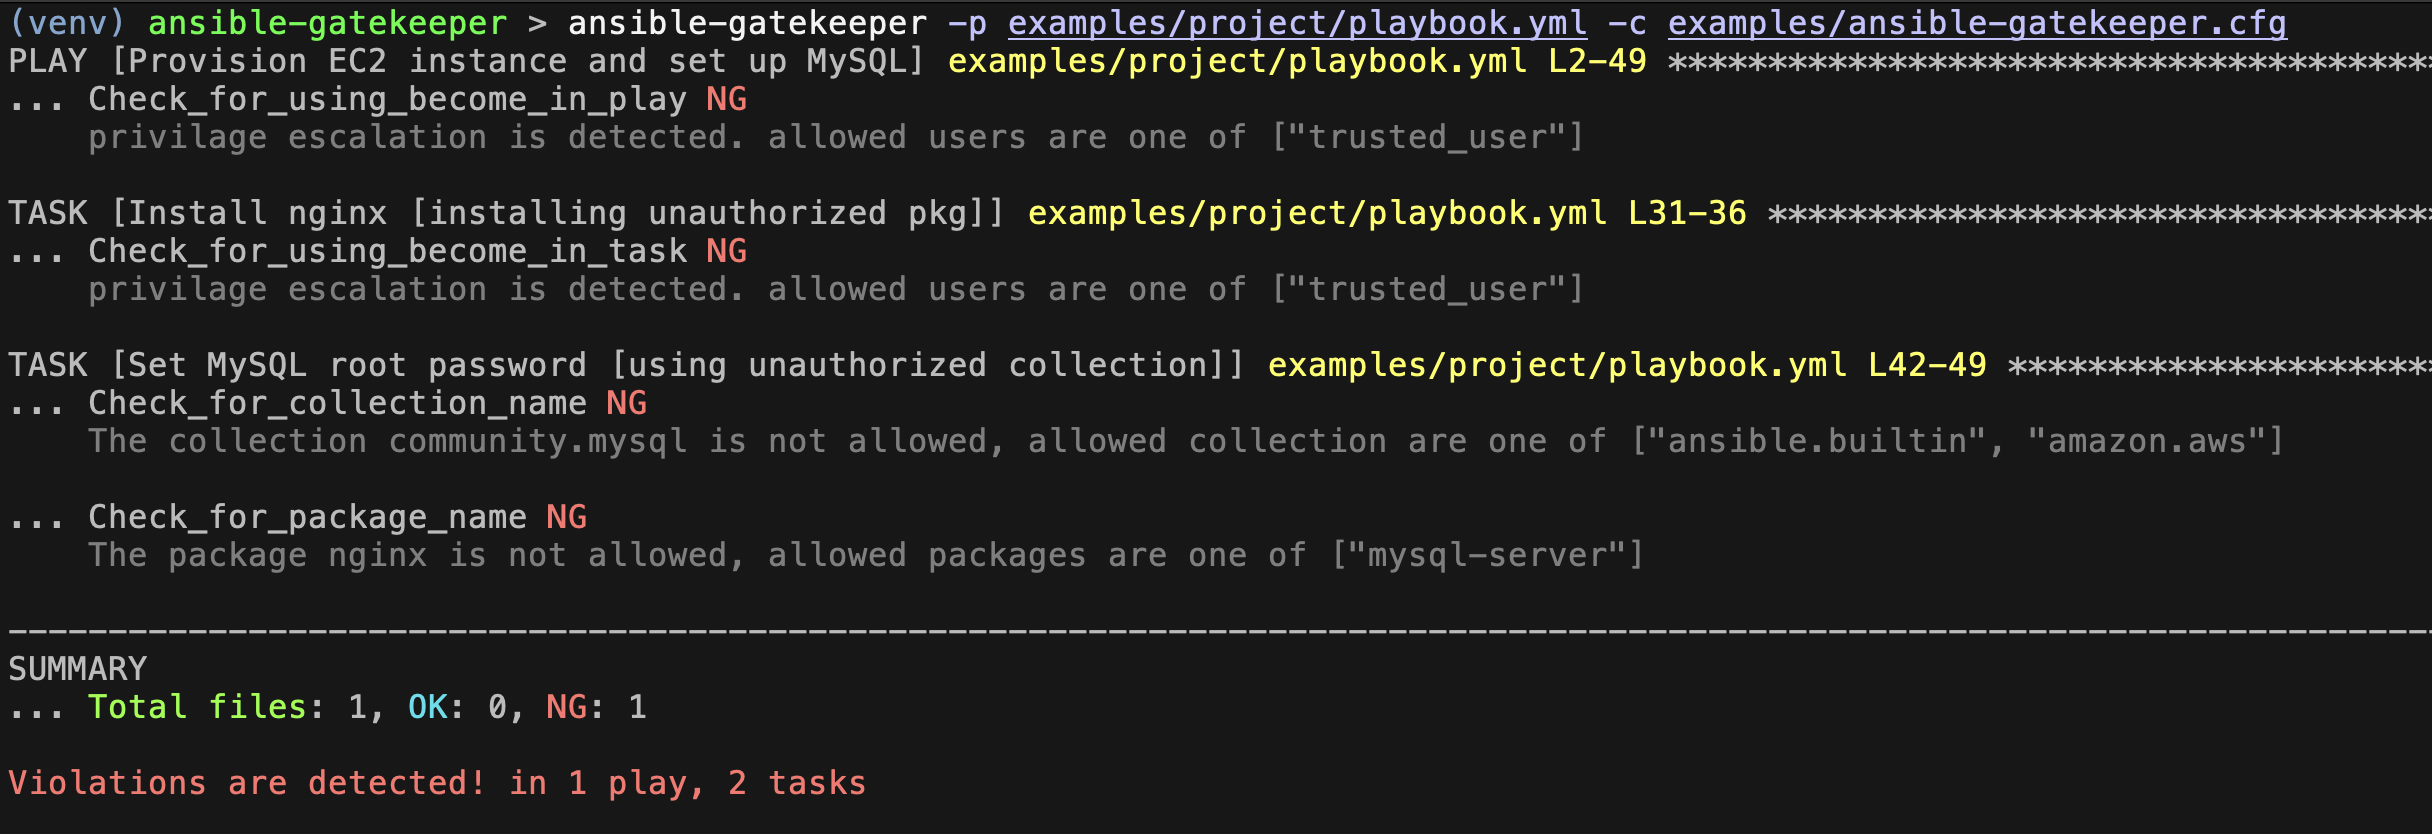 (venv) ansible-gatekeeper > ansible-gatekeeper -p examples/project/playbook.yml -c examples/ansible-gatekeeper.cfg
PLAY [Provision EC2 instance and set up MySQL] examples/project/playbook.yml L2-49 ***************************************
... Check_for_using_become_in_play NG
    privilage escalation is detected. allowed users are one of ["trusted_user"]

TASK [Install nginx [installing unauthorized pkg]] examples/project/playbook.yml L31-36 **********************************
... Check_for_using_become_in_task NG
    privilage escalation is detected. allowed users are one of ["trusted_user"]

TASK [Set MySQL root password [using unauthorized collection]] examples/project/playbook.yml L42-49 **********************
... Check_for_collection_name NG
    The collection community.mysql is not allowed, allowed collection are one of ["ansible.builtin", "amazon.aws"]

... Check_for_package_name NG
    The package nginx is not allowed, allowed packages are one of ["mysql-server"]

--------------------------------------------------------------------------------------------------------------------------
SUMMARY
... Total files: 1, OK: 0, NG: 1

Violations are detected! in 1 play, 2 tasks